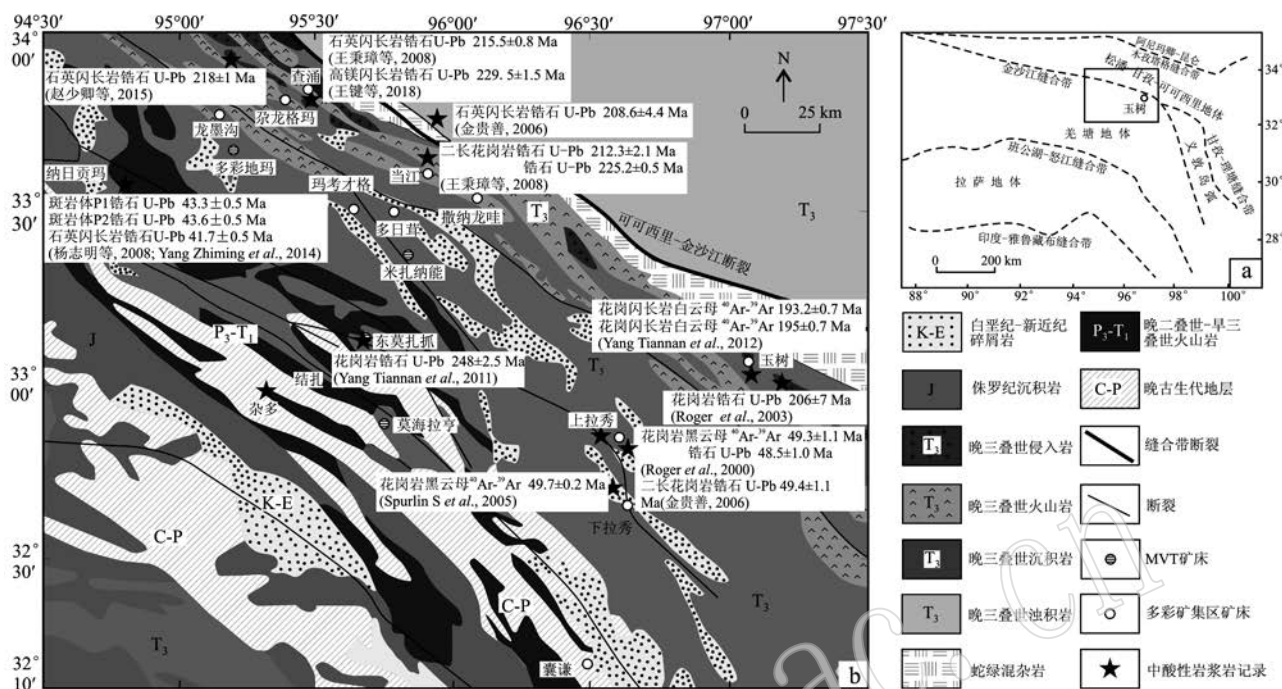 94°30′
95°00′
95°30′
96°00′
96°30′
97°00′
97°30′
34°00′
33°30′
33°00′
32°30′
32°10′
石英闪长岩锆石U-Pb 215.5±0.8 Ma
(王秉璋等, 2008)
高镁闪长岩锆石 U-Pb 229.5±1.5 Ma
(王键等, 2018)
石英闪长岩锆石 U-Pb 218±1 Ma
(赵少卿等, 2015)
查涌
尕龙格玛
龙墨沟
多彩地玛
石英闪长岩锆石 U-Pb 208.6±4.4 Ma
(金贵善, 2006)
二长花岗岩锆石 U-Pb 212.3±2.1 Ma
锆石 U-Pb 225.2±0.5 Ma
(王秉璋等, 2008)
N
0 25 km
纳日贡玛
玛考才格
当江
撒纳龙哇
多日茸
米扎纳能
T₃
T₃
可可西里-金沙江断裂
斑岩体P1锆石 U-Pb 43.3±0.5 Ma
斑岩体P2锆石 U-Pb 43.6±0.5 Ma
石英闪长岩锆石U-Pb 41.7±0.5 Ma
(杨志明等, 2008; Yang Zhiming et al., 2014)
花岗闪长岩白云母 ⁴⁰Ar-³⁹Ar 193.2±0.7 Ma
花岗闪长岩白云母 ⁴⁰Ar-³⁹Ar 195±0.7 Ma
(Yang Tiannan et al., 2012)
J
P₃-T₁
东莫扎抓
花岗岩锆石 U-Pb 248±2.5 Ma
(Yang Tiannan et al., 2011)
结扎
杂多
莫海拉亨
T₃
玉树
花岗岩锆石 U-Pb 206±7 Ma
(Roger et al., 2003)
上拉秀
花岗岩黑云母 ⁴⁰Ar-³⁹Ar 49.3±1.1 Ma
锆石 U-Pb 48.5±1.0 Ma
(Roger et al., 2000)
二长花岗岩锆石 U-Pb 49.4±1.1
Ma(金贵善, 2006)
花岗岩黑云母⁴⁰Ar-³⁹Ar 49.7±0.2 Ma
(Spurlin S et al., 2005)
下拉秀
K-E
C-P
C-P
T₃
T₃
囊谦
b
阿尼玛卿-昆仑
木孜塔格缝合带
松潘-甘孜-可可西里地体
金沙江缝合带
玉树
羌塘地体
甘孜-理塘缝合带
义敦岛弧
班公湖-怒江缝合带
拉萨地体
印度-雅鲁藏布缝合带
0 200 km
a
34°
32°
30°
28°
88°
90°
92°
94°
96°
98°
100°
K-E 白垩纪-新近纪
碎屑岩
P₃-T₁ 晚二叠世-早三
叠世火山岩
J 侏罗纪沉积岩
C-P 晚古生代地层
T₃ 晚三叠世侵入岩
缝合带断裂
T₃ 晚三叠世火山岩
断裂
T₃ 晚三叠世沉积岩
MVT矿床
T₃ 晚三叠世浊积岩
多彩矿集区矿床
蛇绿混杂岩
中酸性岩浆岩记录